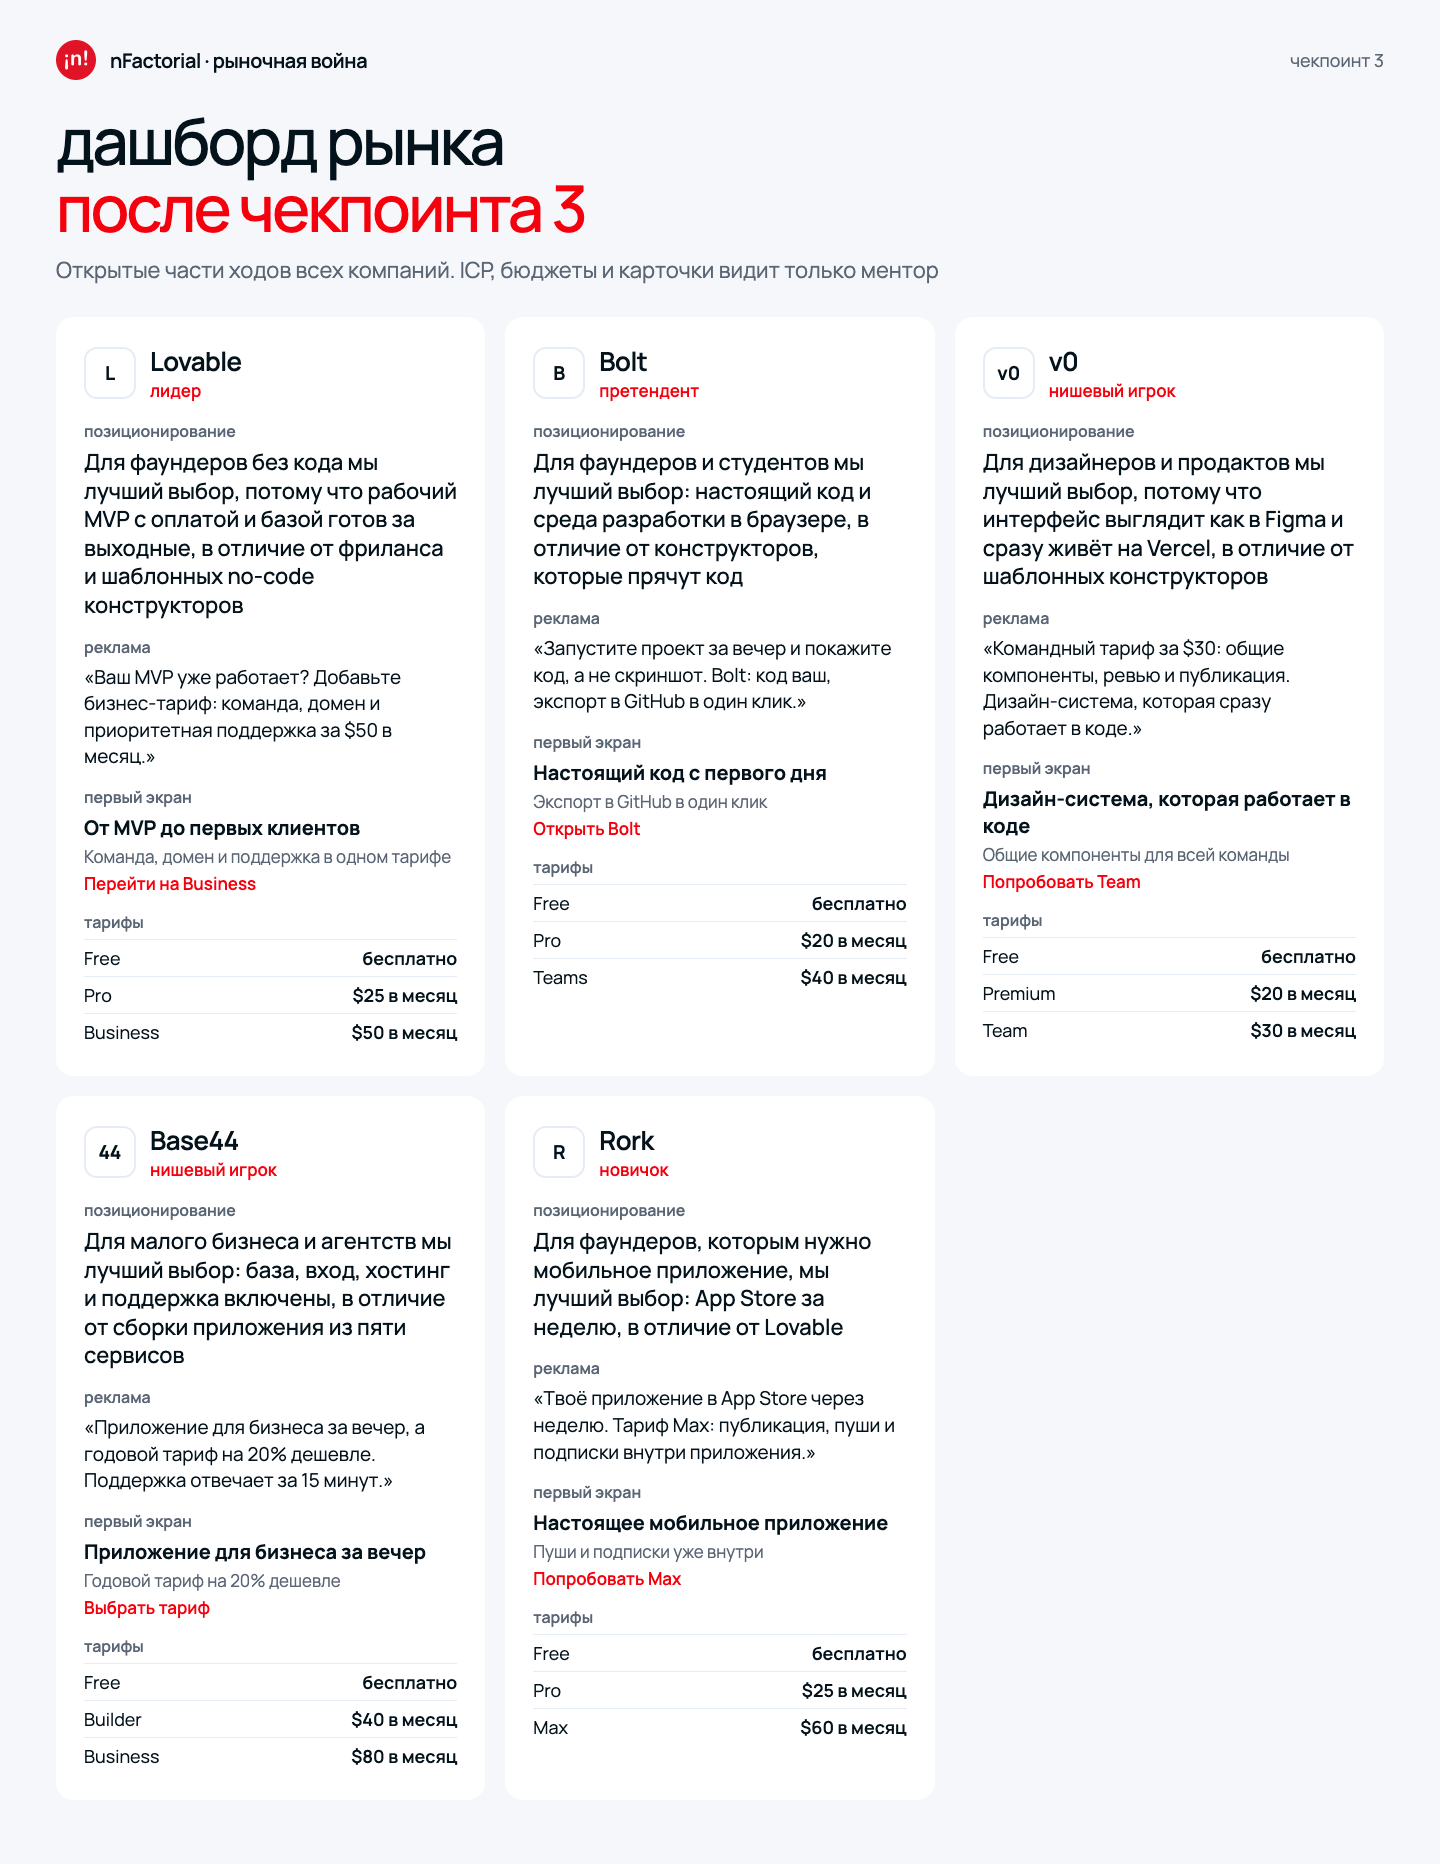 ¡n!
nFactorial · рыночная война
чекпоинт 3
дашборд рынка
после чекпоинта 3
Открытые части ходов всех компаний. ICP, бюджеты и карточки видит только ментор
L
Lovable
лидер
позиционирование
Для фаундеров без кода мы
лучший выбор, потому что рабочий
MVP с оплатой и базой готов за
выходные, в отличие от фриланса
и шаблонных no-code
конструкторов
реклама
«Ваш MVP уже работает? Добавьте
бизнес-тариф: команда, домен и
приоритетная поддержка за $50 в
месяц.»
первый экран
От MVP до первых клиентов
Команда, домен и поддержка в одном тарифе
Перейти на Business
тарифы
Free бесплатно
Pro $25 в месяц
Business $50 в месяц
B
Bolt
претендент
позиционирование
Для фаундеров и студентов мы
лучший выбор: настоящий код и
среда разработки в браузере, в
отличие от конструкторов,
которые прячут код
реклама
«Запустите проект за вечер и покажите
код, а не скриншот. Bolt: код ваш,
экспорт в GitHub в один клик.»
первый экран
Настоящий код с первого дня
Экспорт в GitHub в один клик
Открыть Bolt
тарифы
Free бесплатно
Pro $20 в месяц
Teams $40 в месяц
v0
v0
нишевый игрок
позиционирование
Для дизайнеров и продактов мы
лучший выбор, потому что
интерфейс выглядит как в Figma и
сразу живёт на Vercel, в отличие от
шаблонных конструкторов
реклама
«Командный тариф за $30: общие
компоненты, ревью и публикация.
Дизайн-система, которая сразу
работает в коде.»
первый экран
Дизайн-система, которая работает в
коде
Общие компоненты для всей команды
Попробовать Team
тарифы
Free бесплатно
Premium $20 в месяц
Team $30 в месяц
44
Base44
нишевый игрок
позиционирование
Для малого бизнеса и агентств мы
лучший выбор: база, вход, хостинг
и поддержка включены, в отличие
от сборки приложения из пяти
сервисов
реклама
«Приложение для бизнеса за вечер, а
годовой тариф на 20% дешевле.
Поддержка отвечает за 15 минут.»
первый экран
Приложение для бизнеса за вечер
Годовой тариф на 20% дешевле
Выбрать тариф
тарифы
Free бесплатно
Builder $40 в месяц
Business $80 в месяц
R
Rork
новичок
позиционирование
Для фаундеров, которым нужно
мобильное приложение, мы
лучший выбор: App Store за
неделю, в отличие от Lovable
реклама
«Твоё приложение в App Store через
неделю. Тариф Max: публикация, пуши и
подписки внутри приложения.»
первый экран
Настоящее мобильное приложение
Пуши и подписки уже внутри
Попробовать Max
тарифы
Free бесплатно
Pro $25 в месяц
Max $60 в месяц